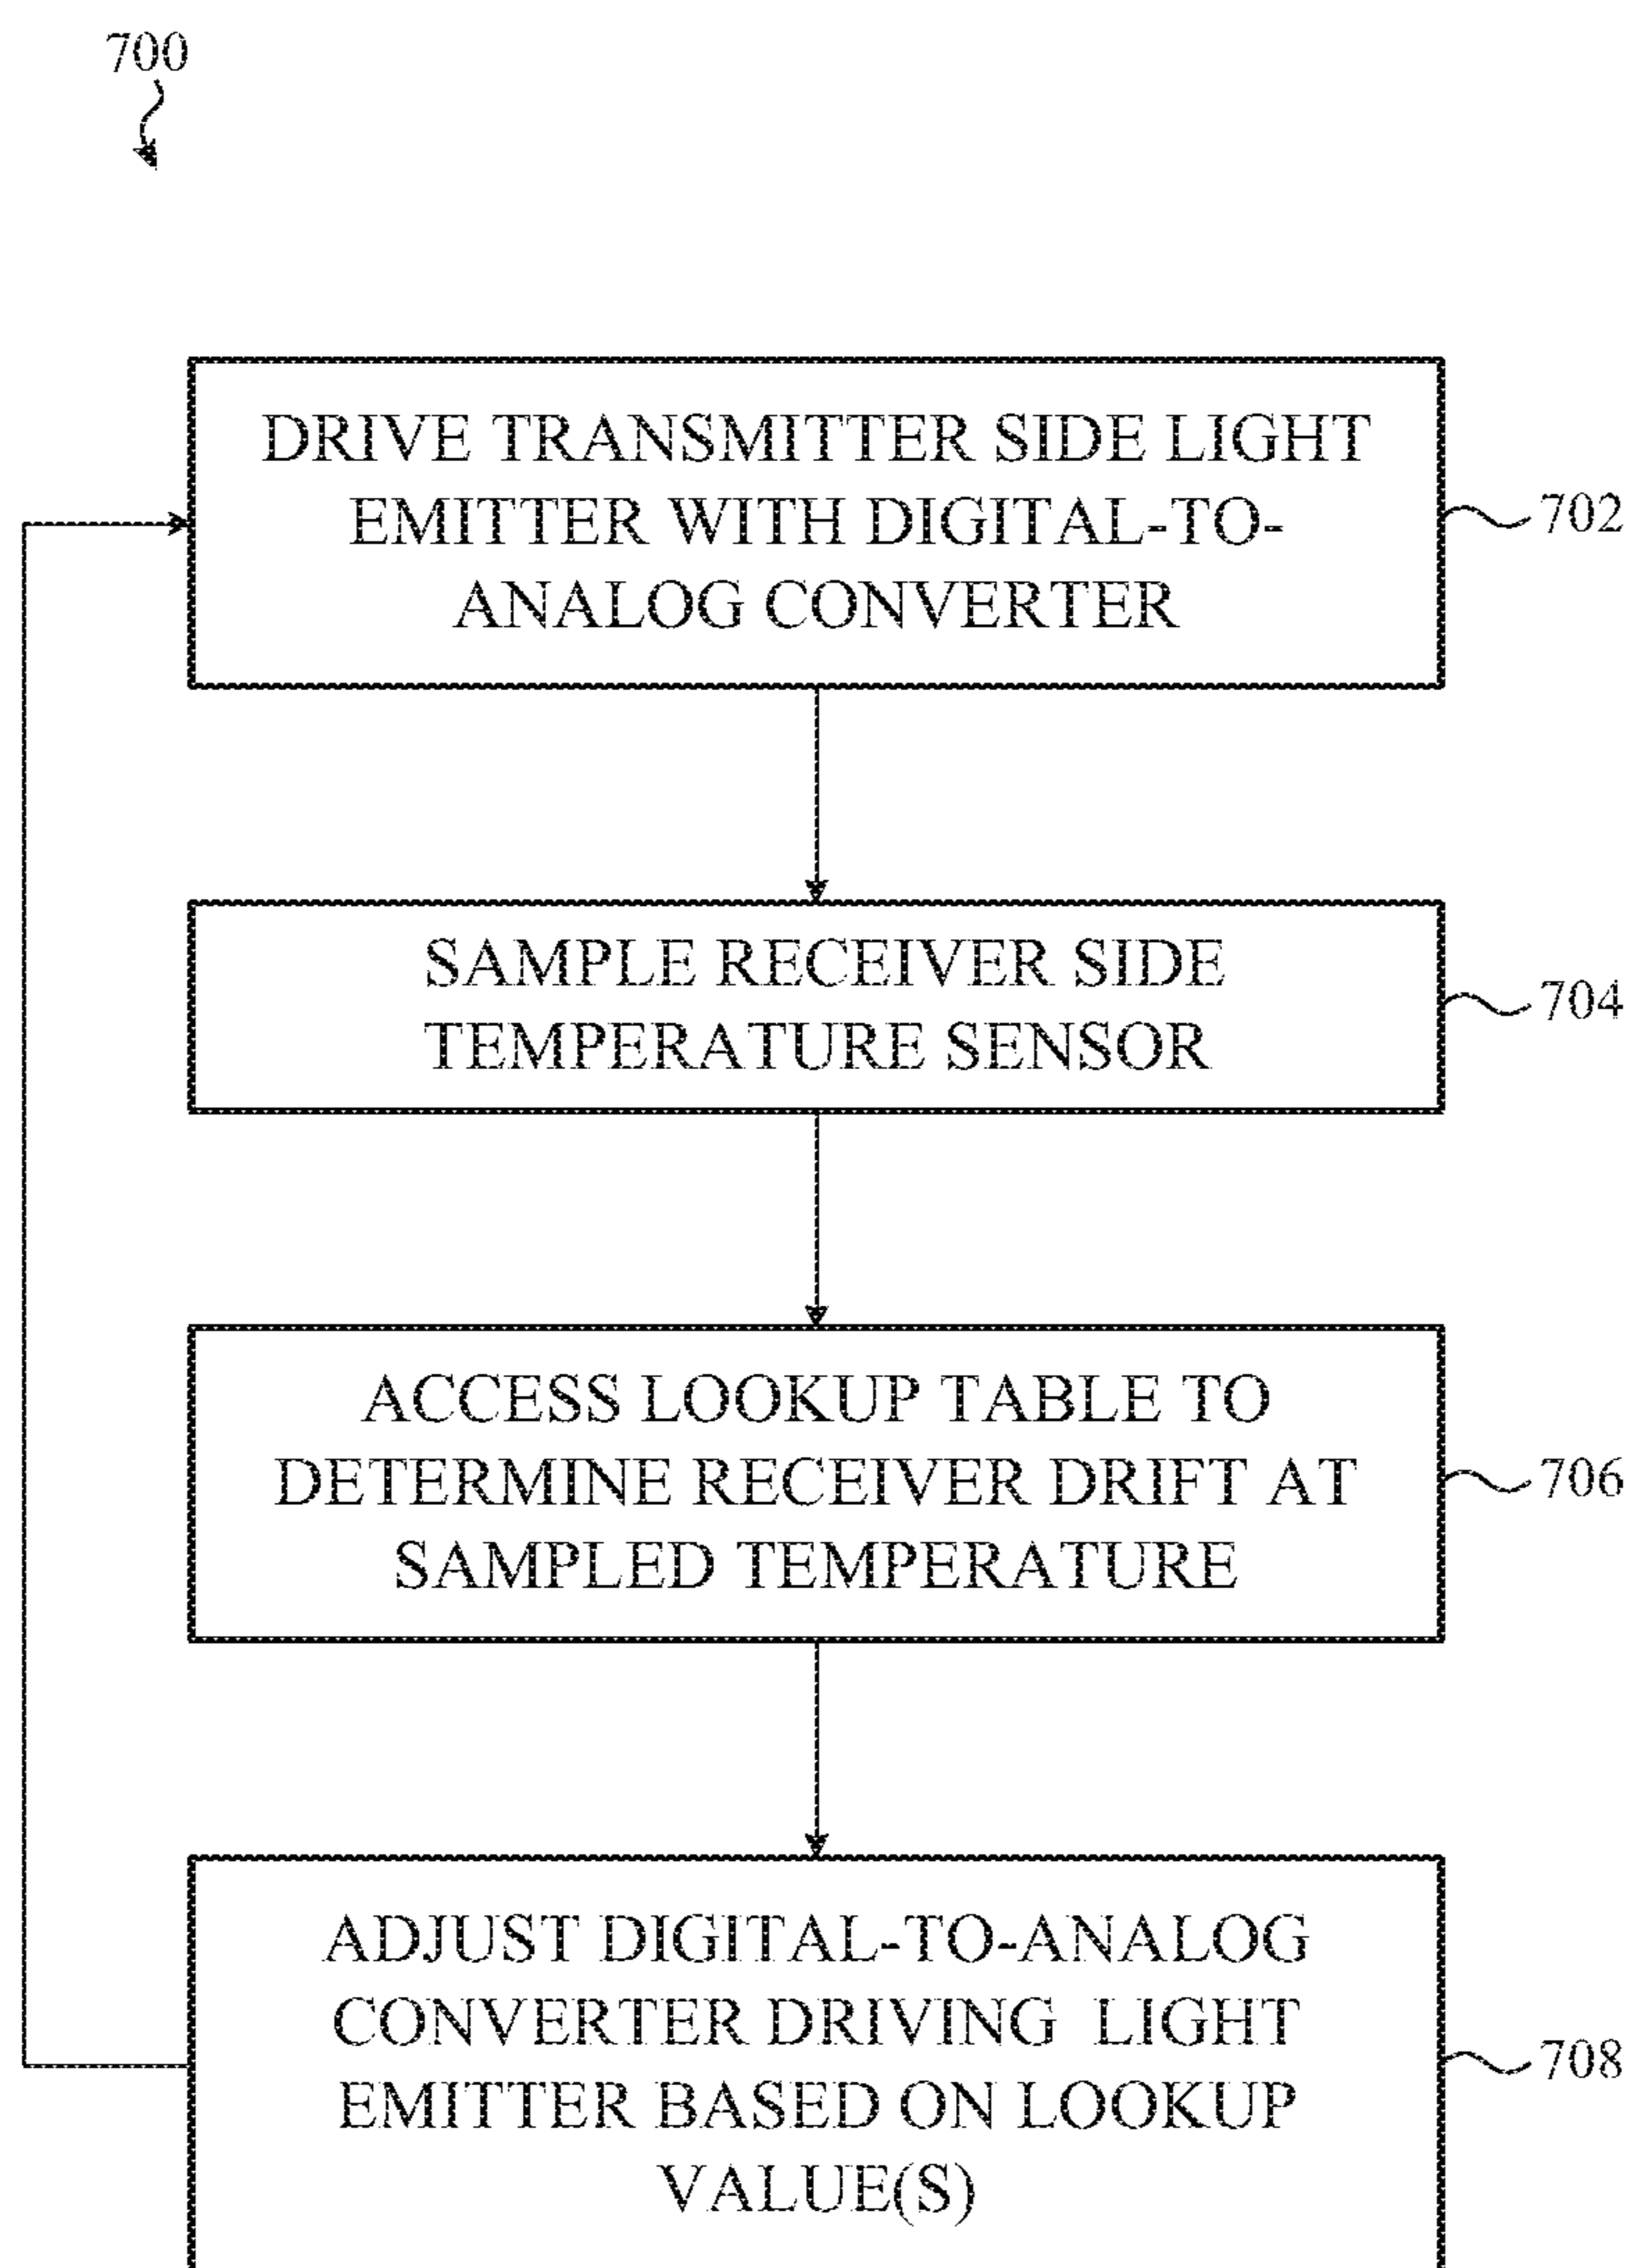 700
DRIVE TRANSMITTER SIDE LIGHT
EMITTER WITH DIGITAL-TO-
ANALOG CONVERTER
702
SAMPLE RECEIVER SIDE
TEMPERATURE SENSOR
704
ACCESS LOOKUP TABLE TO
DETERMINE RECEIVER DRIFT AT
SAMPLED TEMPERATURE
706
ADJUST DIGITAL-TO-ANALOG
CONVERTER DRIVING LIGHT
EMITTER BASED ON LOOKUP
VALUE(S)
708